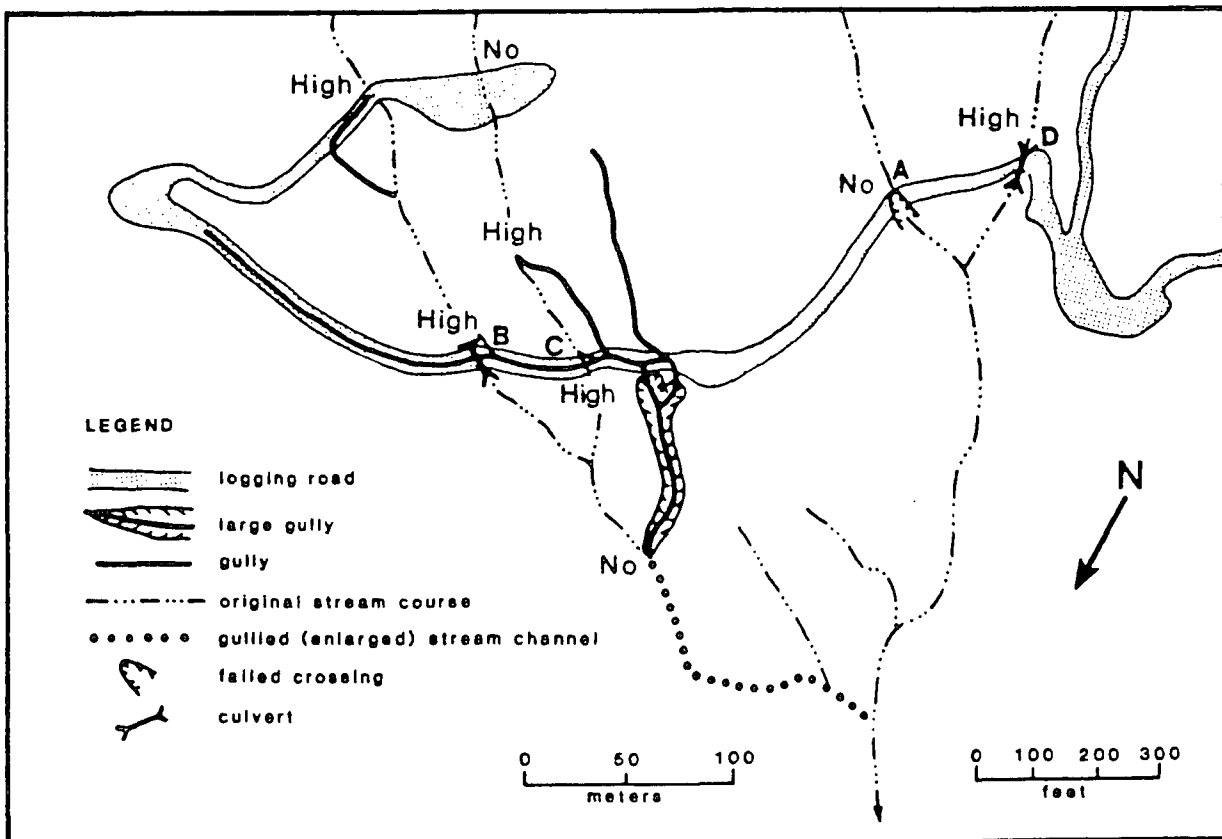 No
High
High
D
A
No
High
High
B
C
High
N
LEGEND
logging road
large gully
gully
original stream course
gullied (enlarged) stream channel
failed crossing
culvert
No
0 50 100
meters
0 100 200 300
feet